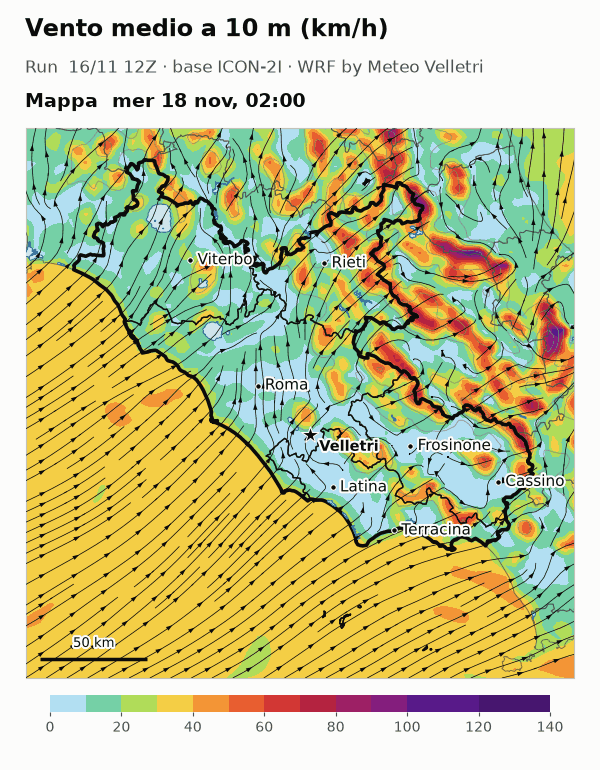 Vento medio a 10 m (km/h)
Run  16/11 12Z · base ICON-2I · WRF by Meteo Velletri
Mappa  mer 18 nov, 02:00
Viterbo
Rieti
Roma
Velletri
Frosinone
Latina
Cassino
Terracina
50 km
0 20 40 60 80 100 120 140